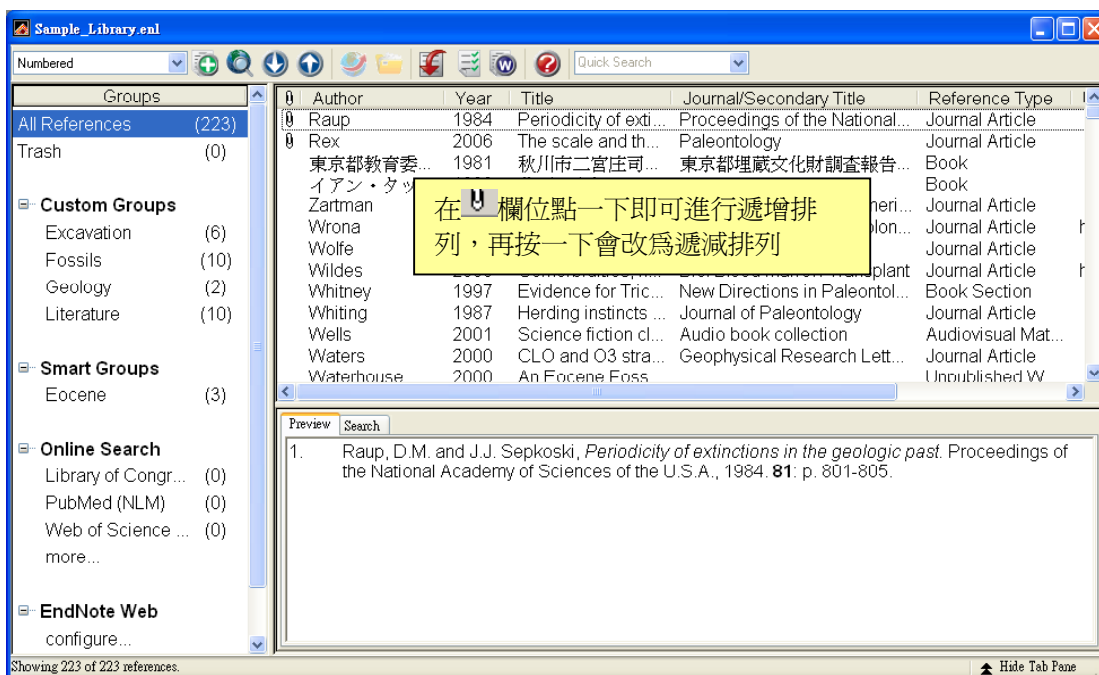 Sample_Library.enl
Numbered
Quick Search
Groups
All References (223)
Trash (0)
Custom Groups
Excavation (6)
Fossils (10)
Geology (2)
Literature (10)
Smart Groups
Eocene (3)
Online Search
Library of Congr... (0)
PubMed (NLM) (0)
Web of Science ... (0)
more...
EndNote Web
configure...
Author Year Title Journal/Secondary Title Reference Type
Raup 1984 Periodicity of exti... Proceedings of the National... Journal Article
Rex 2006 The scale and th... Paleontology Journal Article
東京都教育委... 1981 秋川市二宮庄司... 東京都埋蔵文化財調査報告... Book
イアン・タッ Book
Zartman Journal Article
Wrona Journal Article
Wolfe Journal Article
Wildes Journal Article
Whitney 1997 Evidence for Tric... New Directions in Paleontol... Book Section
Whiting 1987 Herding instincts ... Journal of Paleontology Journal Article
Wells 2001 Science fiction cl... Audio book collection Audiovisual Mat...
Waters 2000 CLO and O3 stra... Geophysical Research Lett... Journal Article
Waterhouse 2000 An Eocene Foss Unpublished W
在欄位點一下即可進行遞增排
列，再按一下會改為遞減排列
Preview Search
1. Raup, D.M. and J.J. Sepkoski, Periodicity of extinctions in the geologic past. Proceedings of
the National Academy of Sciences of the U.S.A., 1984. 81: p. 801-805.
Showing 223 of 223 references.
Hide Tab Pane